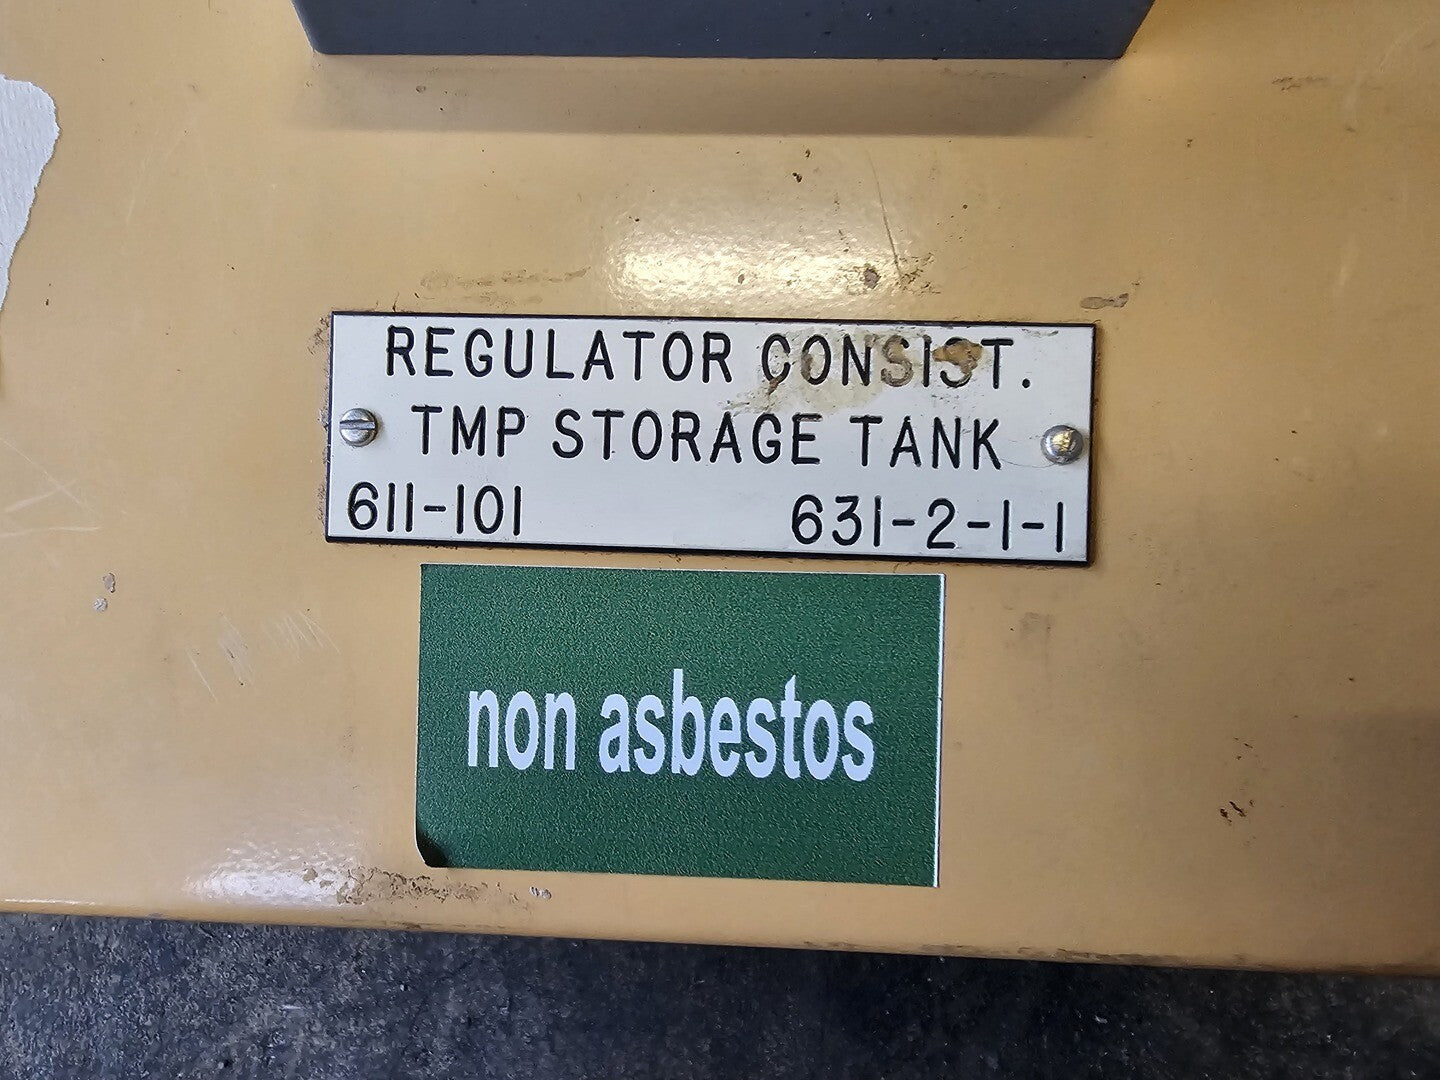 REGULATOR CONSIST.
TMP STORAGE TANK
611-101 631-2-1-1
non asbestos